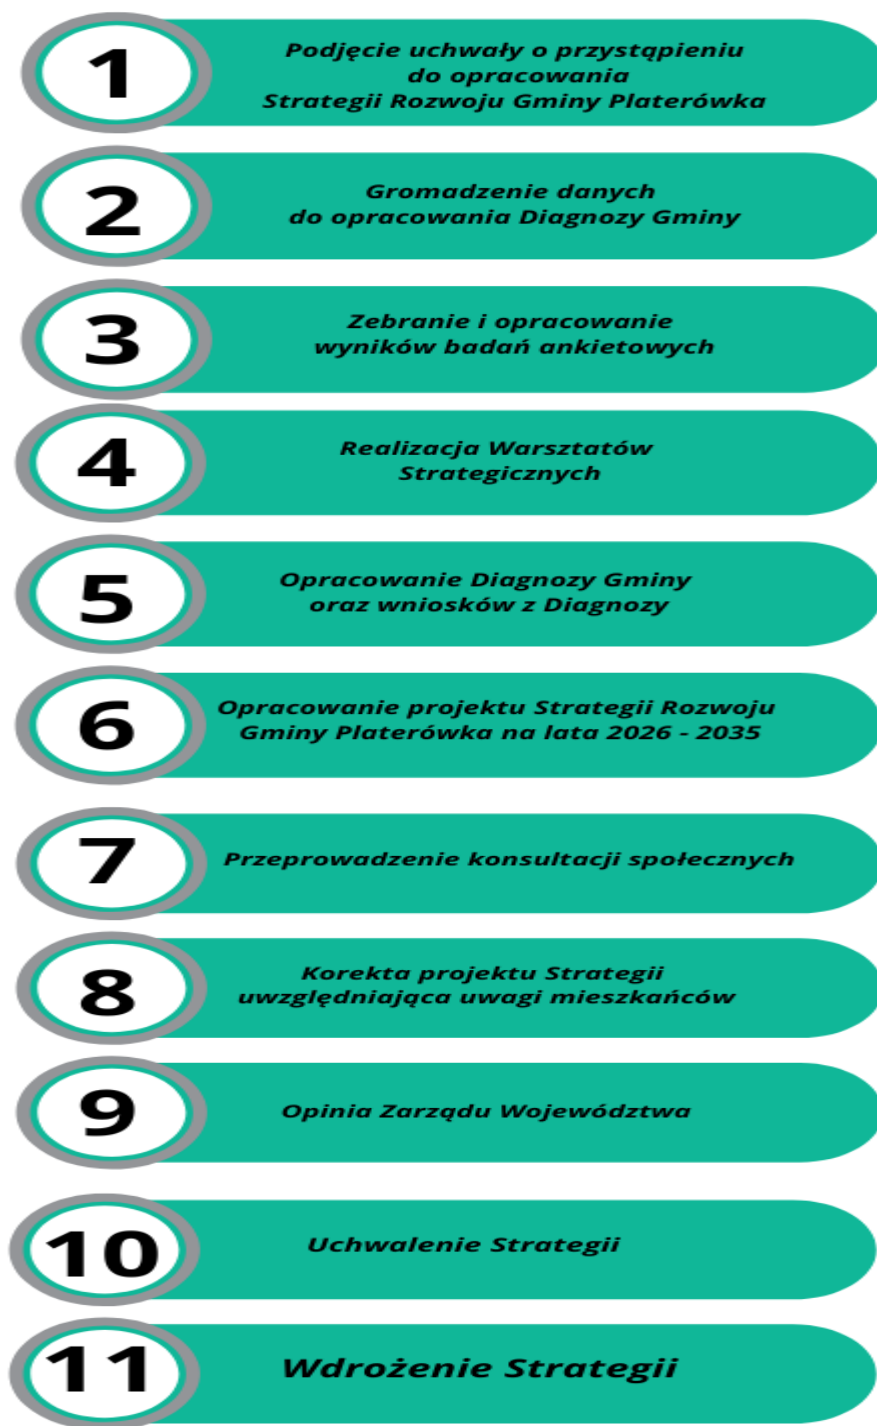 1
Podjęcie uchwały o przystąpieniu
do opracowania
Strategii Rozwoju Gminy Platerówka
2
Gromadzenie danych
do opracowania Diagnozy Gminy
3
Zebranie i opracowanie
wyników badań ankietowych
4
Realizacja Warsztatów
Strategicznych
5
Opracowanie Diagnozy Gminy
oraz wniosków z Diagnozy
6
Opracowanie projektu Strategii Rozwoju
Gminy Platerówka na lata 2026 - 2035
7
Przeprowadzenie konsultacji społecznych
8
Korekta projektu Strategii
uwzględniająca uwagi mieszkańców
9
Opinia Zarządu Województwa
10
Uchwalenie Strategii
11
Wdrożenie Strategii